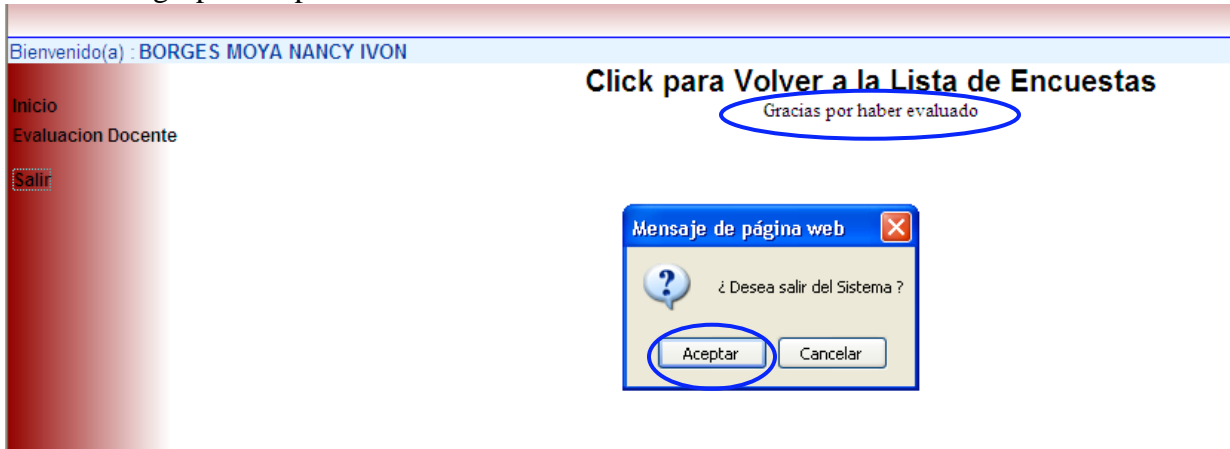 Bienvenido(a) : BORGES MOYA NANCY IVON
Click para Volver a la Lista de Encuestas
Gracias por haber evaluado
Inicio
Evaluacion Docente
Salir
Mensaje de página web
¿ Desea salir del Sistema ?
Aceptar
Cancelar